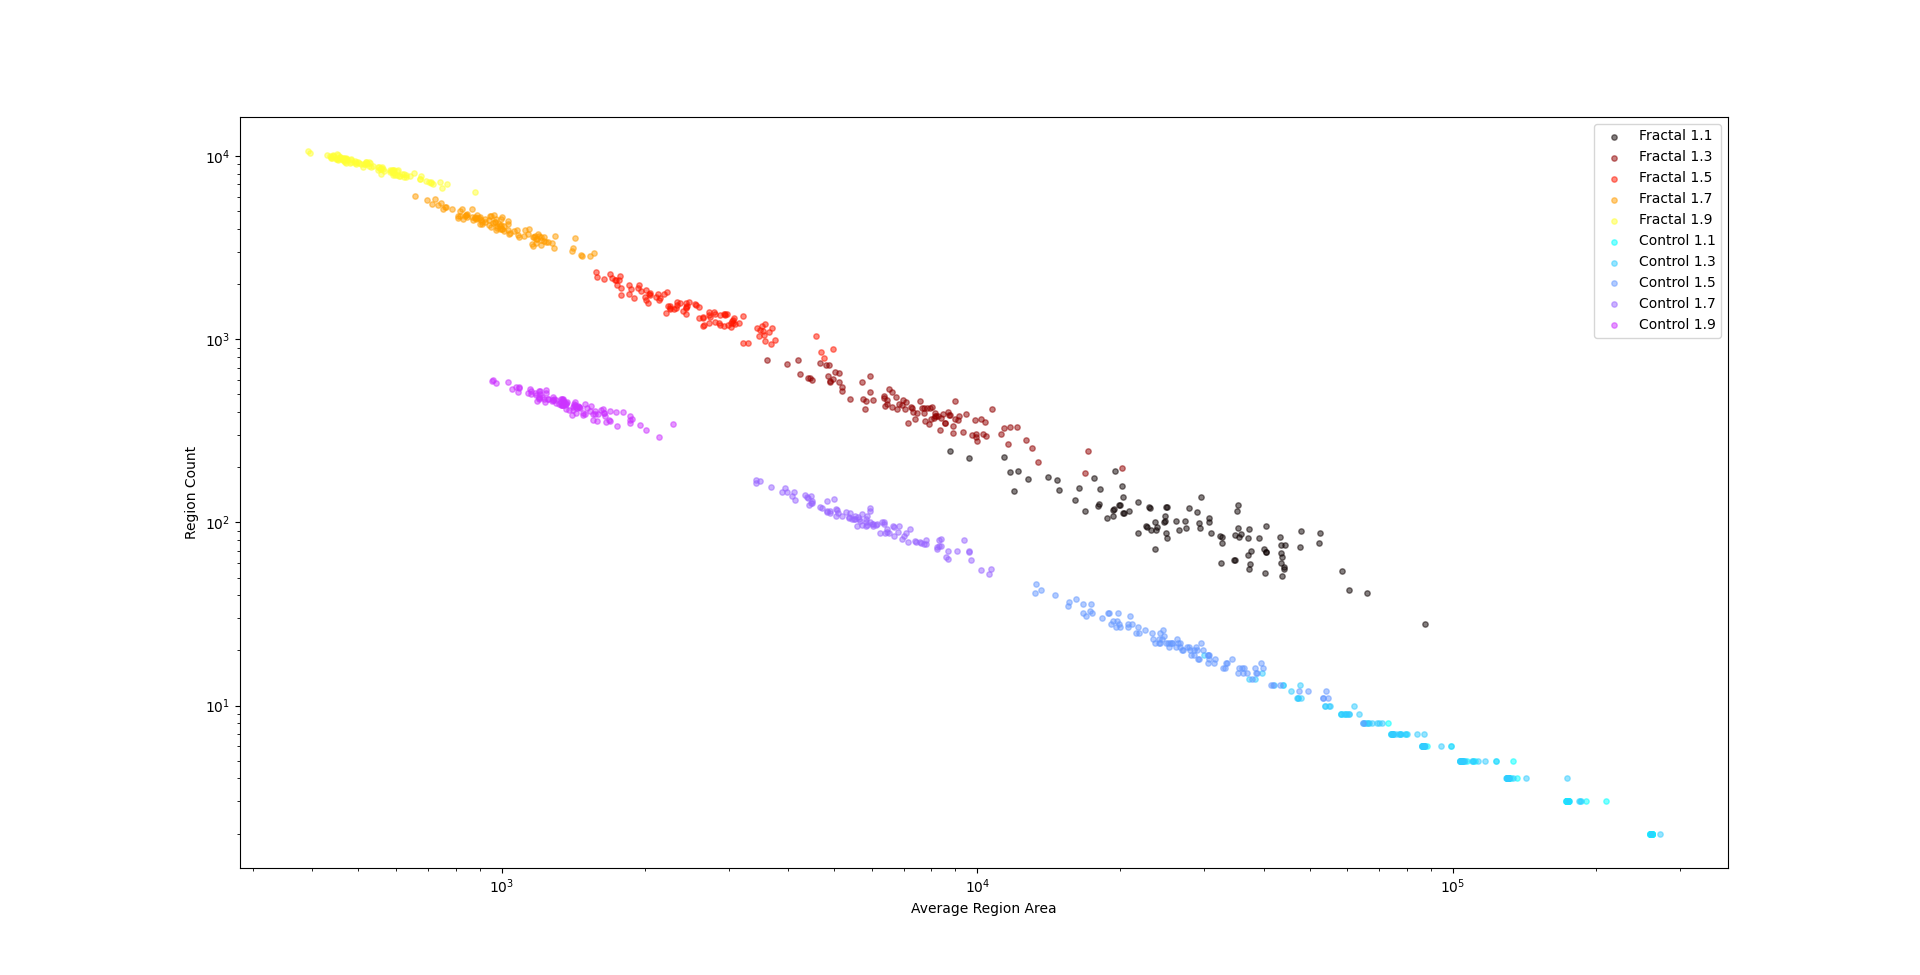 Fractal 1.1
Fractal 1.3
Fractal 1.5
Fractal 1.7
Fractal 1.9
Control 1.1
Control 1.3
Control 1.5
Control 1.7
Control 1.9
10⁴
10³
10²
10¹
Region Count
10³ 10⁴ 10⁵
Average Region Area